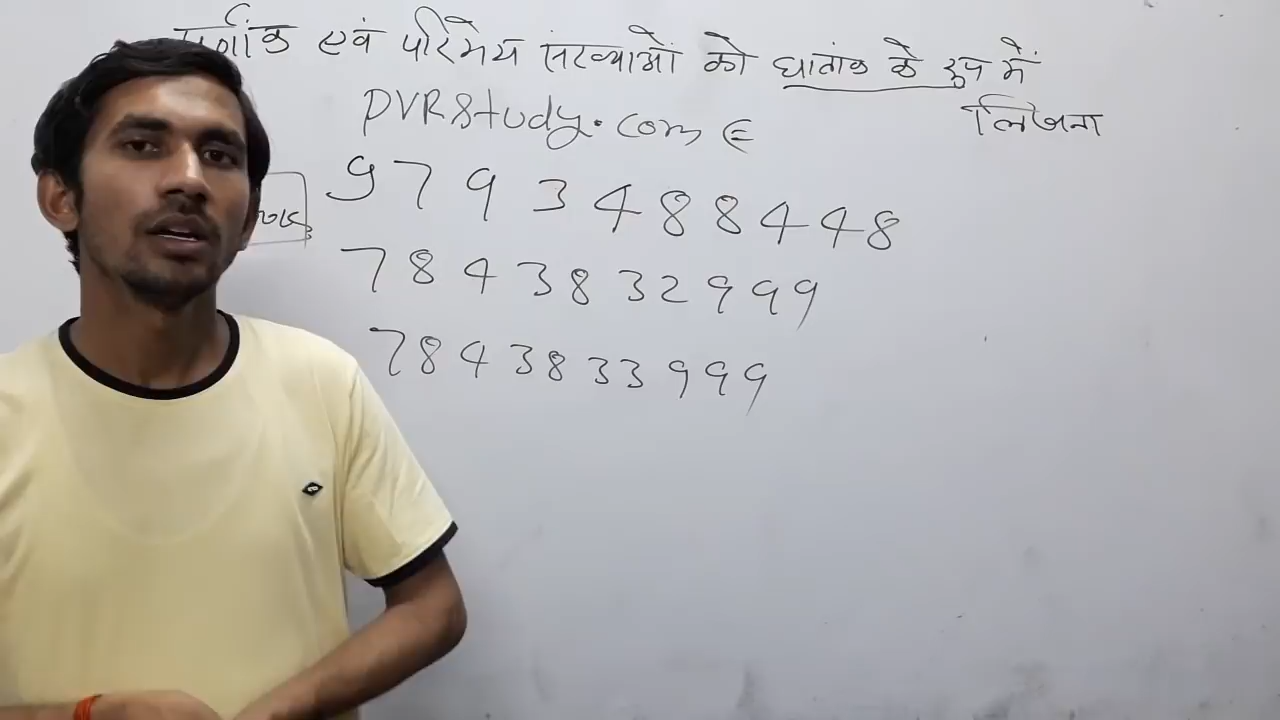 पूर्णांक एवं परिमेय संख्याओं को घातांक के रूप में
लिखना
PVRStudy.com
9793488448
7843832999
7843833999